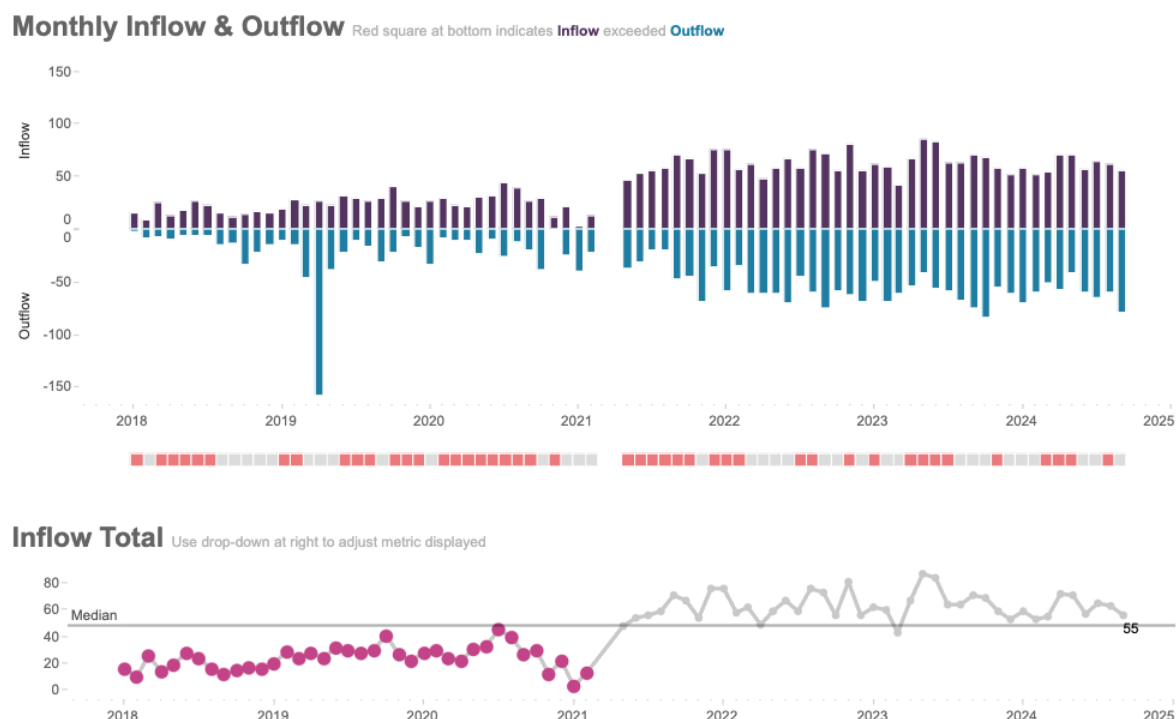 Monthly Inflow & Outflow Red square at bottom indicates Inflow exceeded Outflow
150
100
Inflow
50
0
0
-50
Outflow
-100
-150
2018 2019 2020 2021 2022 2023 2024 2025
Inflow Total Use drop-down at right to adjust metric displayed
80
60
Median
55
40
20
0
2018 2019 2020 2021 2022 2023 2024 2025